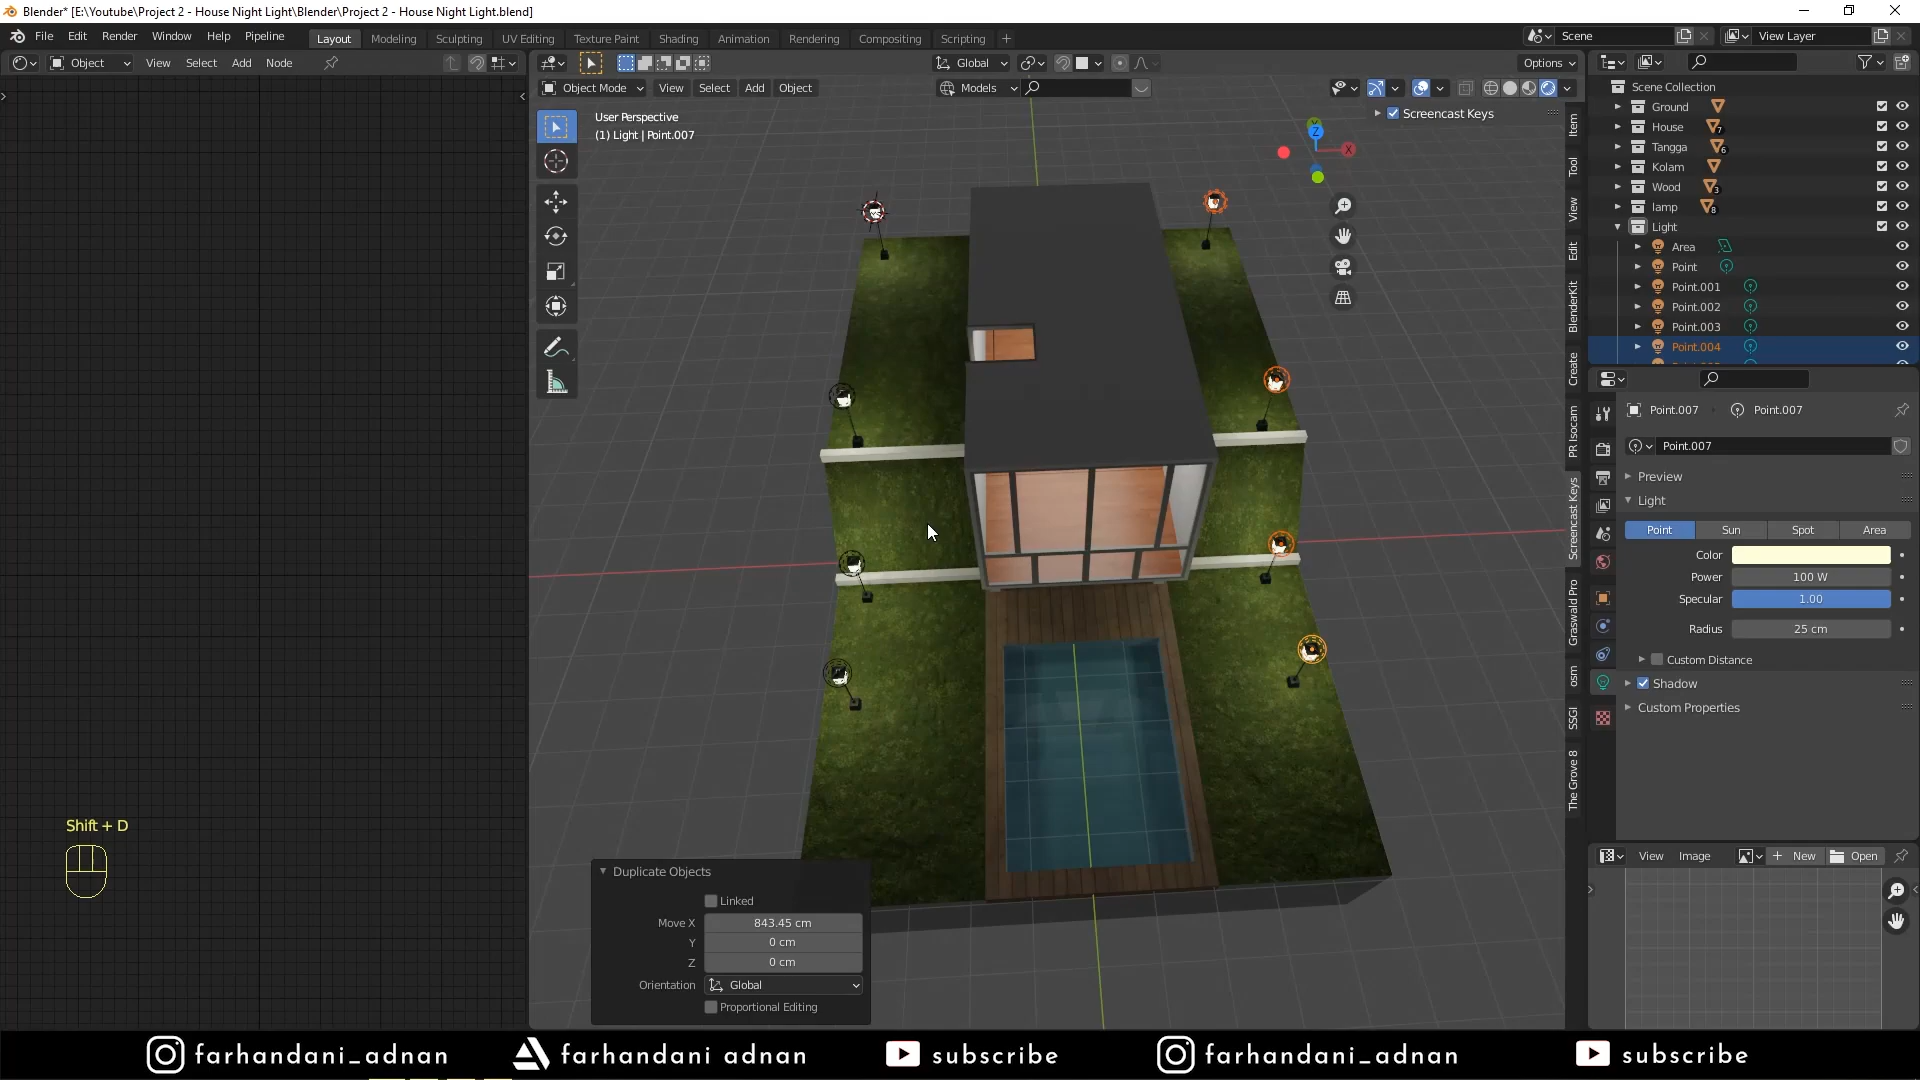 Blender* [E:\Youtube\Project 2 - House Night Light\Blender\Project 2 - House Night Light.blend]
File Edit Render Window Help Pipeline Layout Modeling Sculpting UV Editing Texture Paint Shading Animation Rendering Compositing Scripting + Scene View Layer
Object View Select Add Node Global Options
Object Mode View Select Add Object Models
User Perspective
(1) Light | Point.007
Screencast Keys
Z
X
Item
Tool
View
Edit
BlenderKit
Create
PR Isocam
Screencast Keys
Graswald Pro
osm
SSGI
The Grove 8
Scene Collection
Ground
House 7
Tangga 6
Kolam
Wood 3
lamp 8
Light
Area
Point
Point.001
Point.002
Point.003
Point.004
Point.007 Point.007
Point.007
Preview
Light
Point Sun Spot Area
Color
Power 100 W
Specular 1.00
Radius 25 cm
Custom Distance
Shadow
Custom Properties
View Image New Open
Shift + D
Duplicate Objects
Linked
Move X 843.45 cm
Y 0 cm
Z 0 cm
Orientation Global
Proportional Editing
farhandani_adnan farhandani adnan subscribe farhandani_adnan subscribe